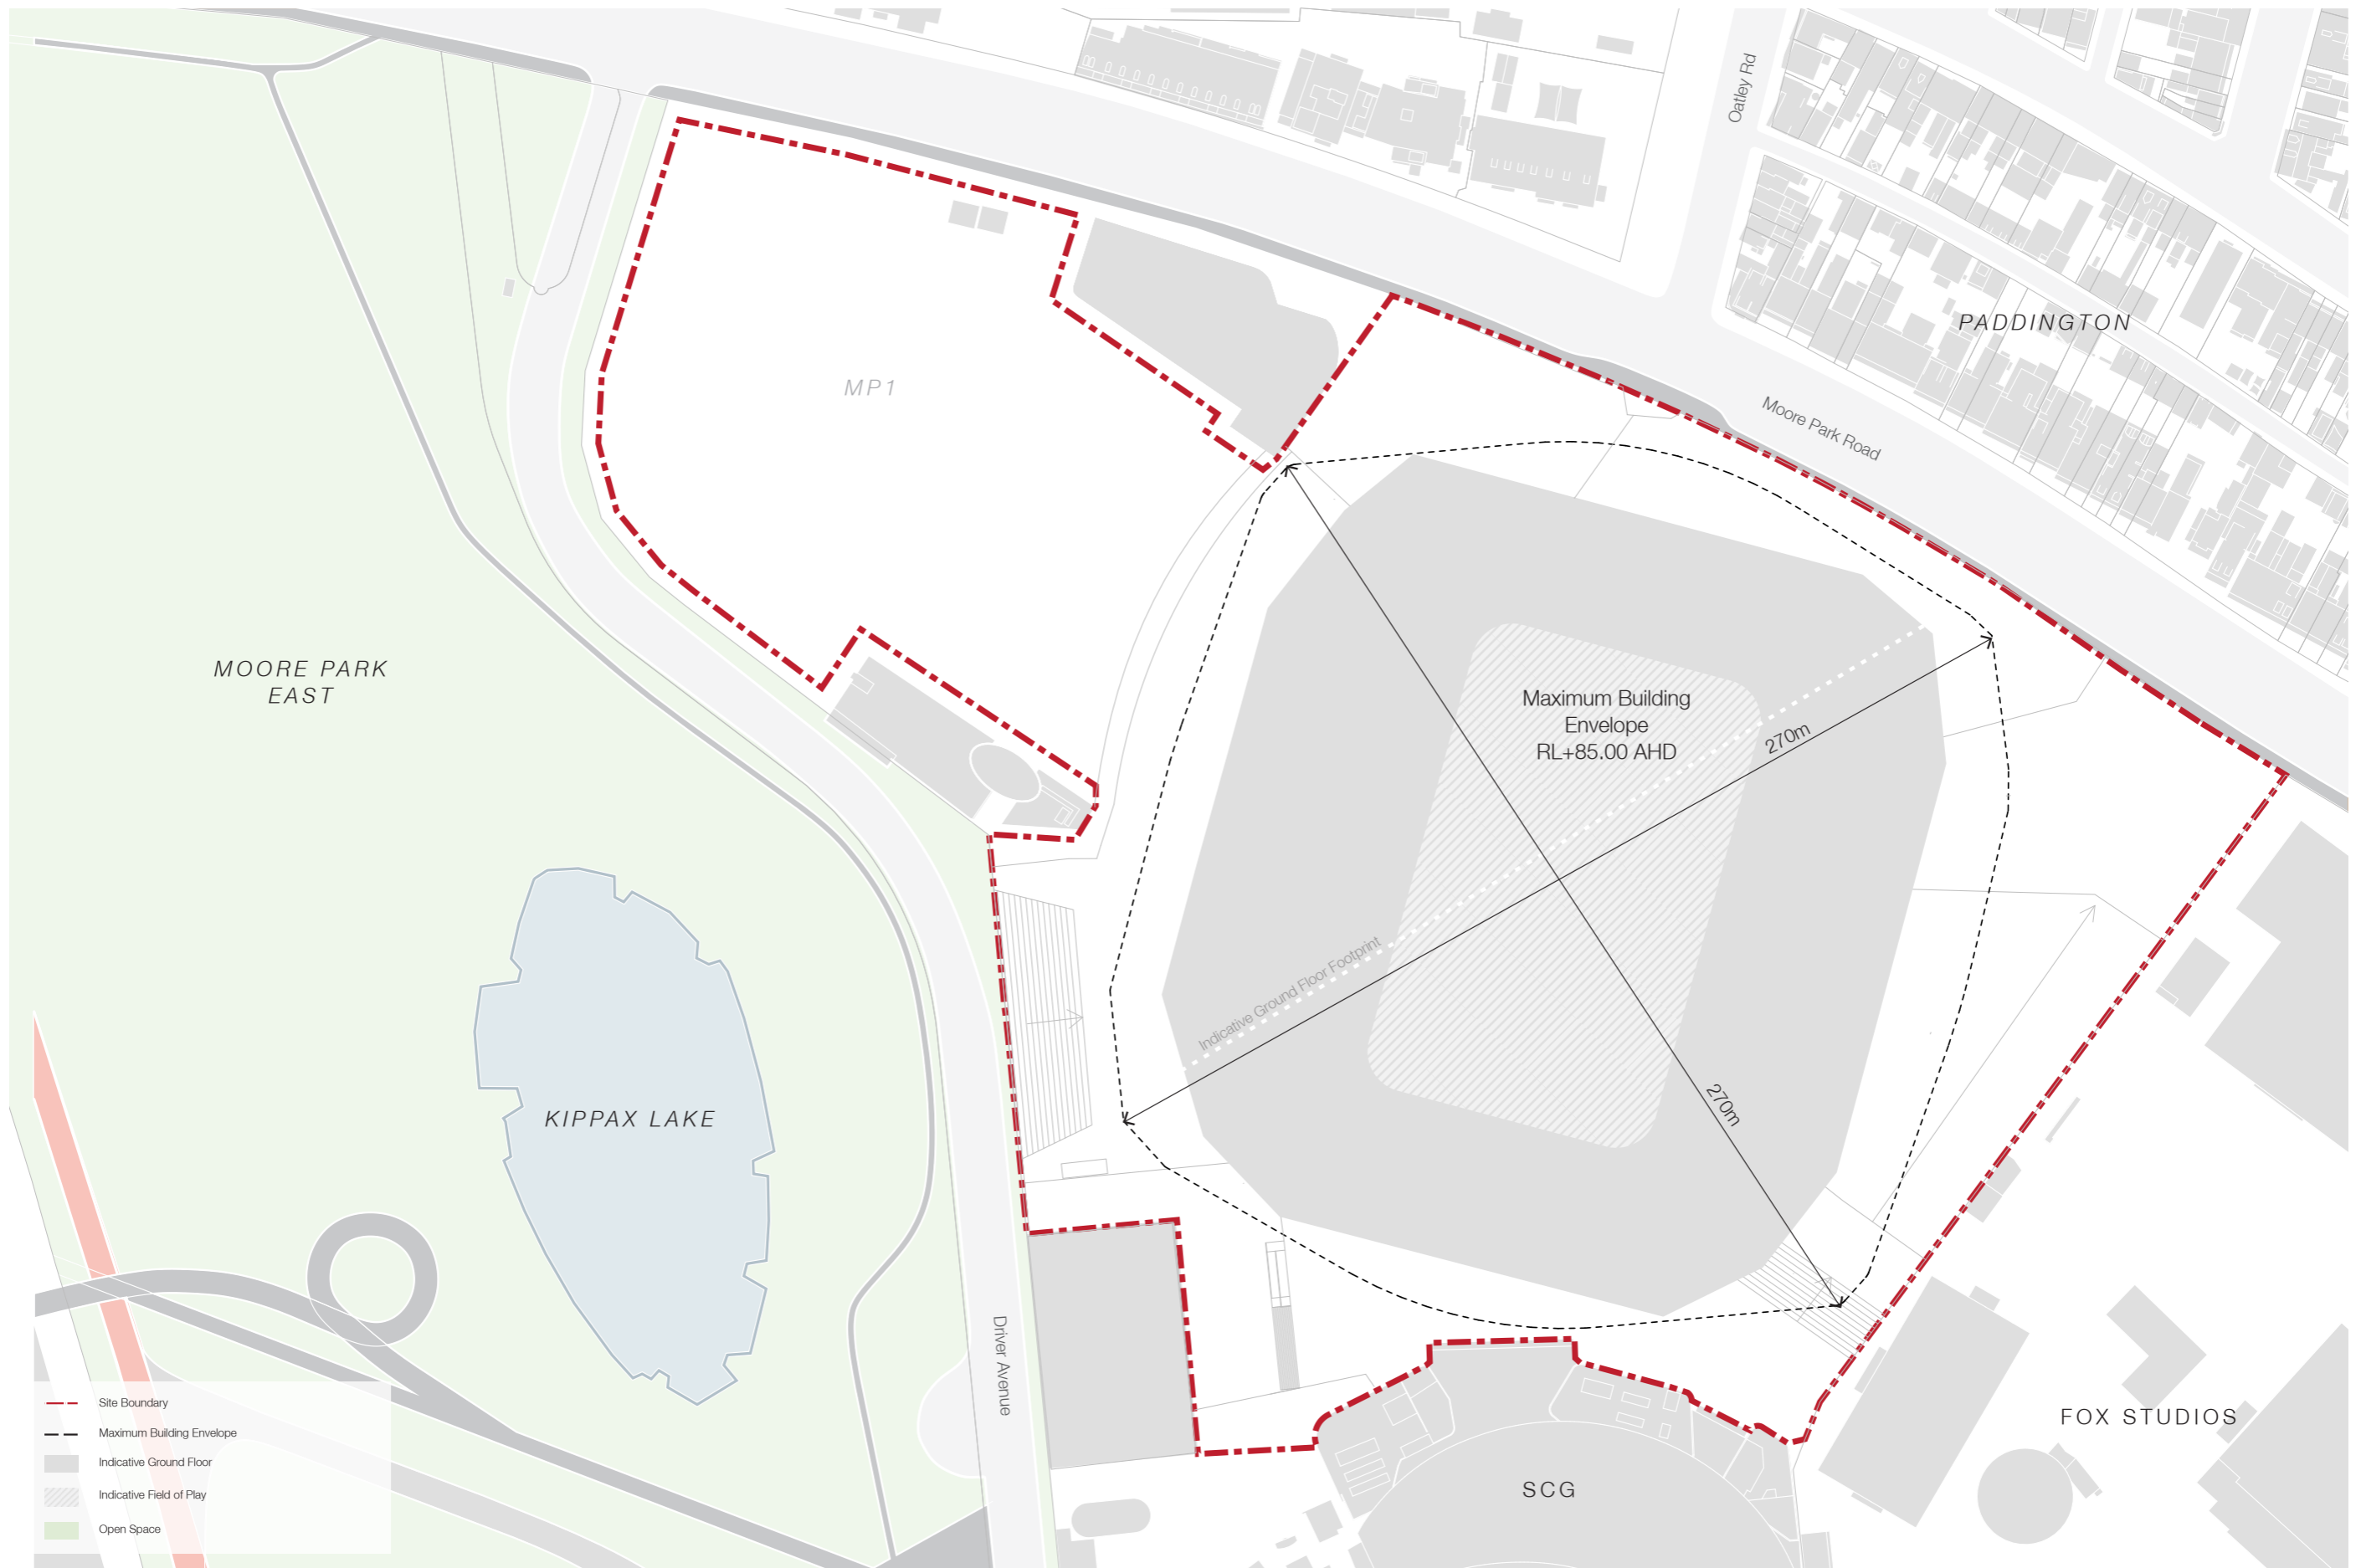 Oatley Rd
PADDINGTON
MP1
Moore Park Road
MOORE PARK
EAST
Maximum Building
Envelope
RL+85.00 AHD
270m
Indicative Ground Floor Footprint
270m
KIPPAX LAKE
Driver Avenue
FOX STUDIOS
SCG
Site Boundary
Maximum Building Envelope
Indicative Ground Floor
Indicative Field of Play
Open Space